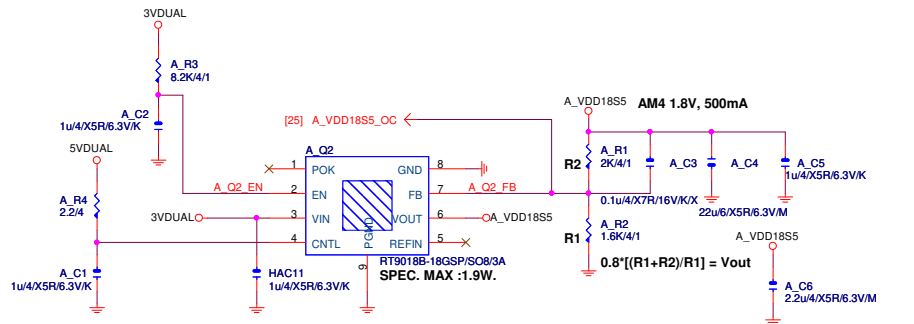 3VDUAL
A_R3
8.2K/4/1
A_C2
1u/4/X5R/6.3V/K
5VDUAL
A_R4
2.2/4
A_C1
1u/4/X5R/6.3V/K
A_Q2_EN
3VDUAL
HAC11
1u/4/X5R/6.3V/K
[25] A_VDD18S5_OC
A_Q2
1 POK GND 8
2 EN FB 7
3 VIN VOUT 6
4 CNTL REFIN 5
PGND
9
A_Q2_FB
A_VDD18S5
RT9018B-18GSP/SO8/3A
SPEC. MAX :1.9W.
A_VDD18S5
AM4 1.8V, 500mA
R2
A_R1
2K/4/1
A_C3
0.1u/4/X7R/16V/K/X
A_C4
22u/6/X5R/6.3V/M
A_C5
1u/4/X5R/6.3V/K
R1
A_R2
1.6K/4/1
0.8*[(R1+R2)/R1] = Vout
A_VDD18S5
A_C6
2.2u/4/X5R/6.3V/M